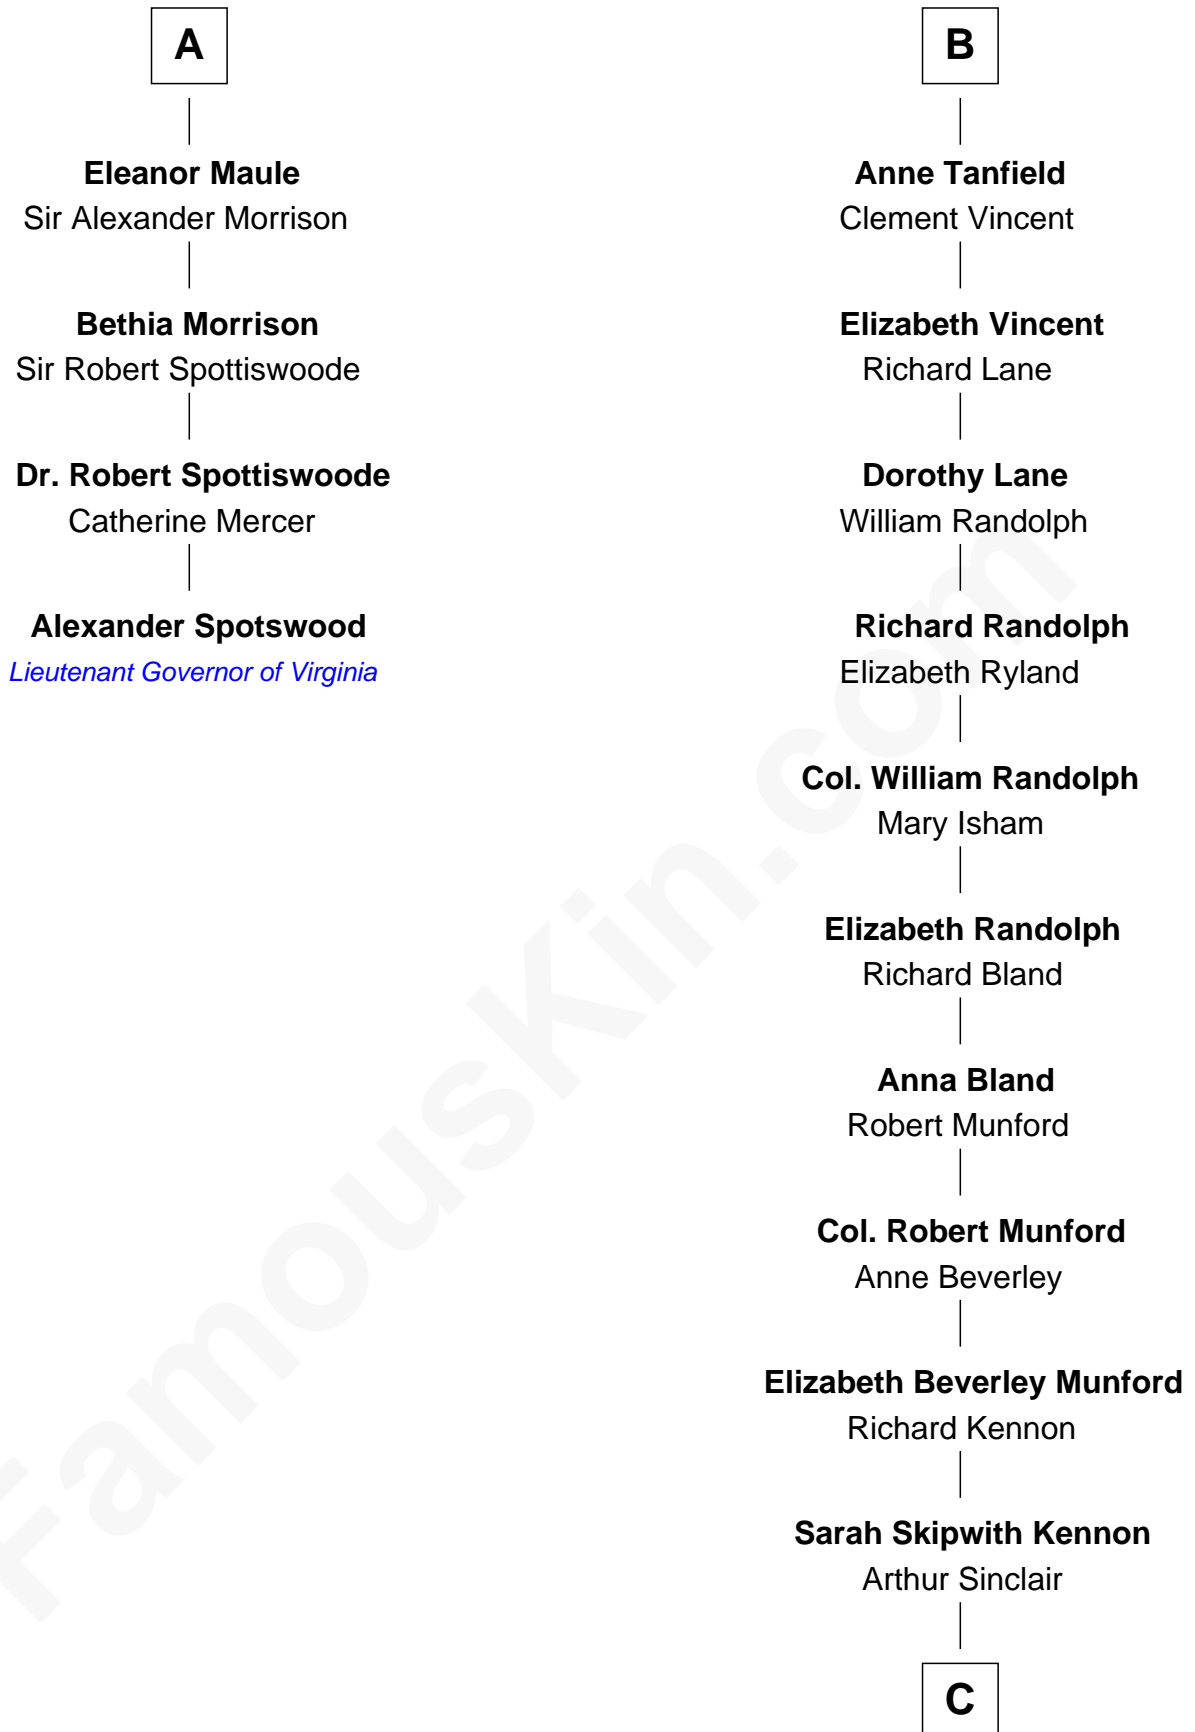 A
Eleanor Maule
Sir Alexander Morrison
Bethia Morrison
Sir Robert Spottiswoode
Dr. Robert Spottiswoode
Catherine Mercer
Alexander Spotswood
Lieutenant Governor of Virginia
B
Anne Tanfield
Clement Vincent
Elizabeth Vincent
Richard Lane
Dorothy Lane
William Randolph
Richard Randolph
Elizabeth Ryland
Col. William Randolph
Mary Isham
Elizabeth Randolph
Richard Bland
Anna Bland
Robert Munford
Col. Robert Munford
Anne Beverley
Elizabeth Beverley Munford
Richard Kennon
Sarah Skipwith Kennon
Arthur Sinclair
C
FamousKin.com